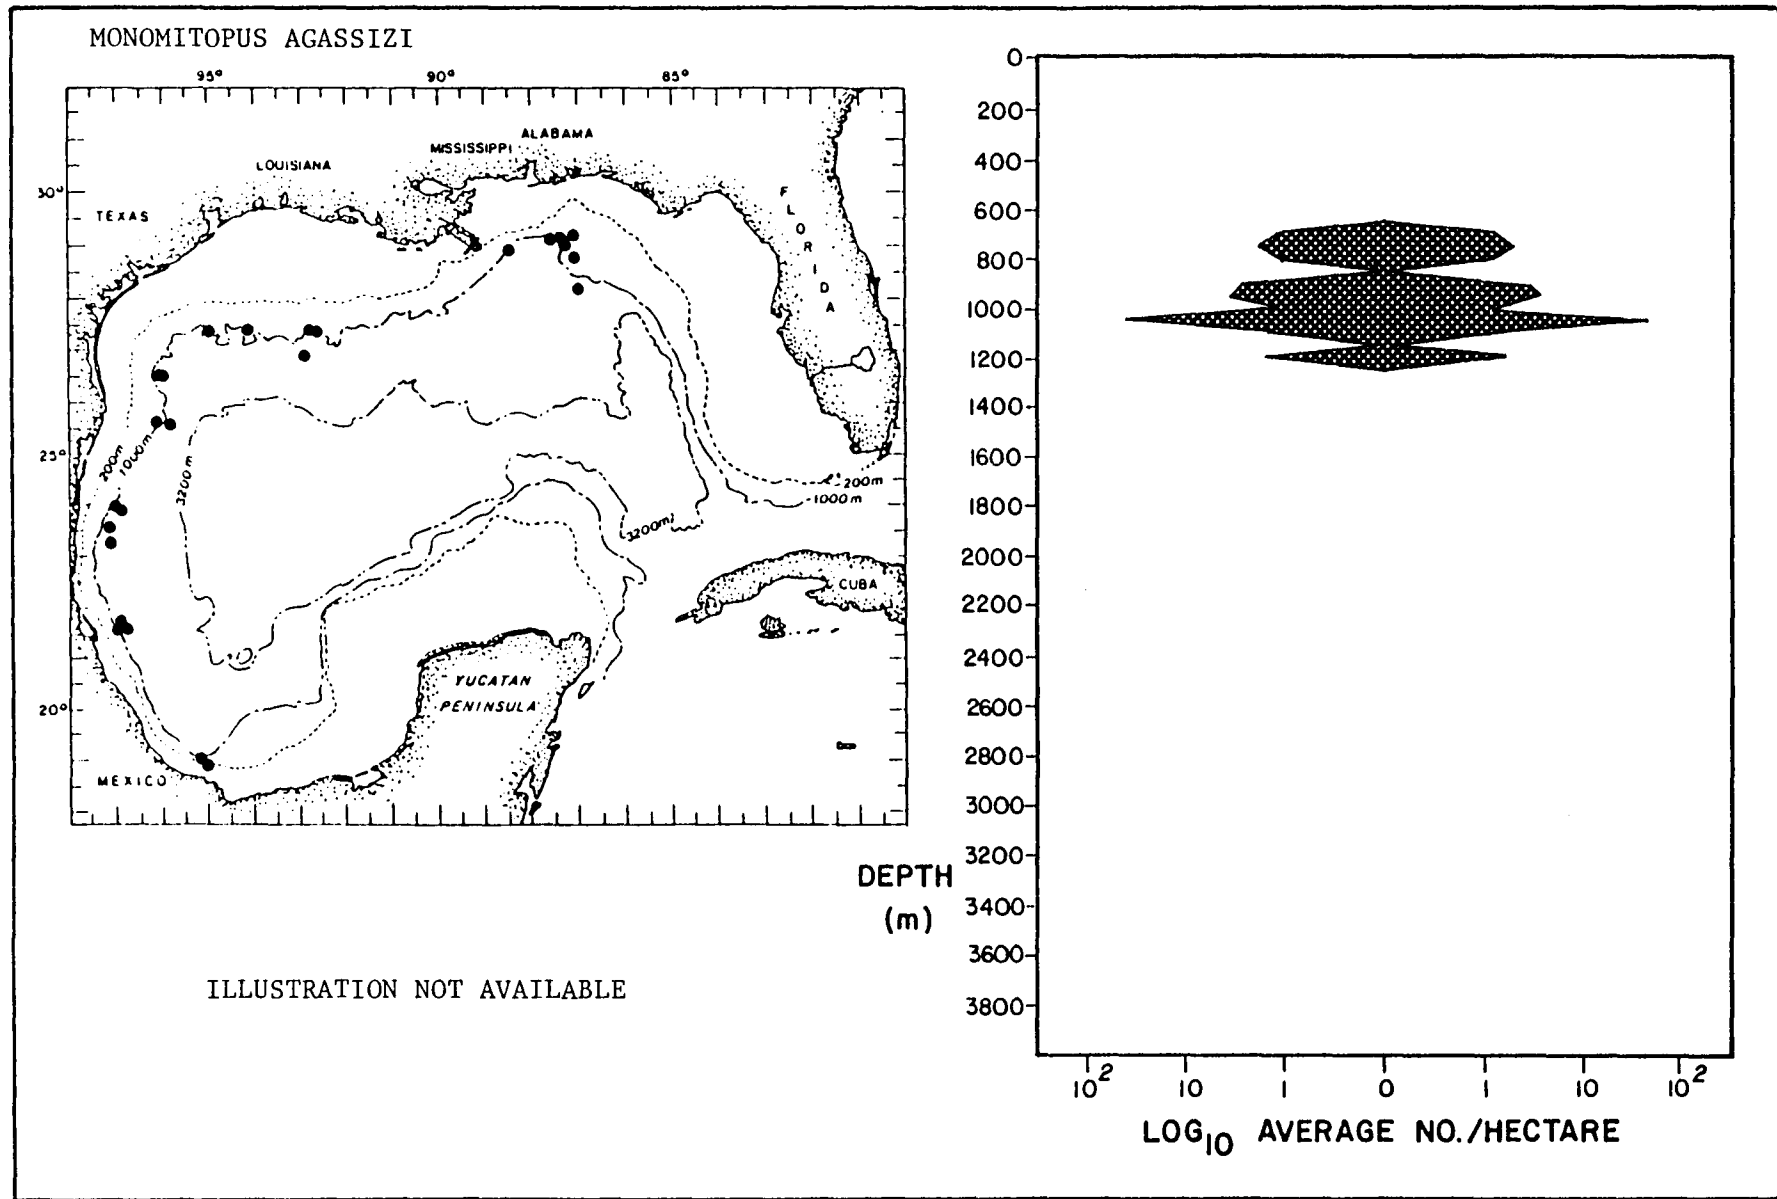 MONOMITOPUS AGASSIZI
95° 90° 85°
ALABAMA
MISSISSIPPI
LOUISIANA
30°
TEXAS
FLORIDA
25°
200m
1000m
3200m
200m
1000m
3200m
CUBA
YUCATAN
PENINSULA
20°
MEXICO
ILLUSTRATION NOT AVAILABLE
DEPTH
(m)
0
200
400
600
800
1000
1200
1400
1600
1800
2000
2200
2400
2600
2800
3000
3200
3400
3600
3800
10² 10 1 0 1 10 10²
LOG₁₀ AVERAGE NO./HECTARE